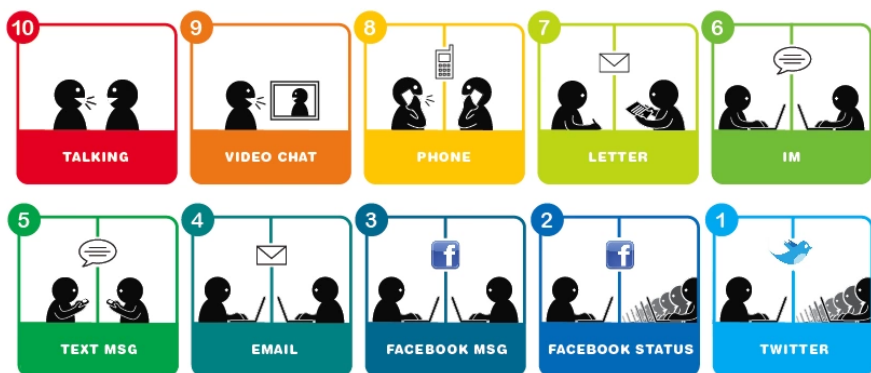 10
TALKING
9
VIDEO CHAT
8
PHONE
7
LETTER
6
IM
5
TEXT MSG
4
EMAIL
3
f
FACEBOOK MSG
2
f
FACEBOOK STATUS
1
TWITTER